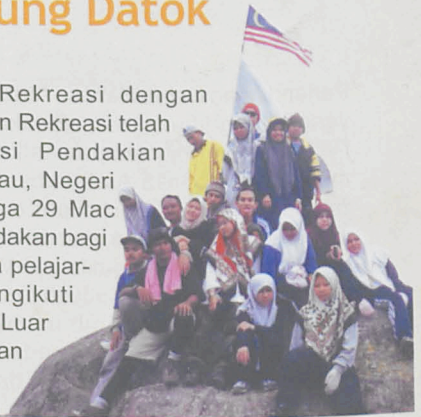 ung Datok
Rekreasi dengan
n Rekreasi telah
si Pendakian
au, Negeri
ga 29 Mac
dakan bagi
pelajar-
ngikuti
Luar
an